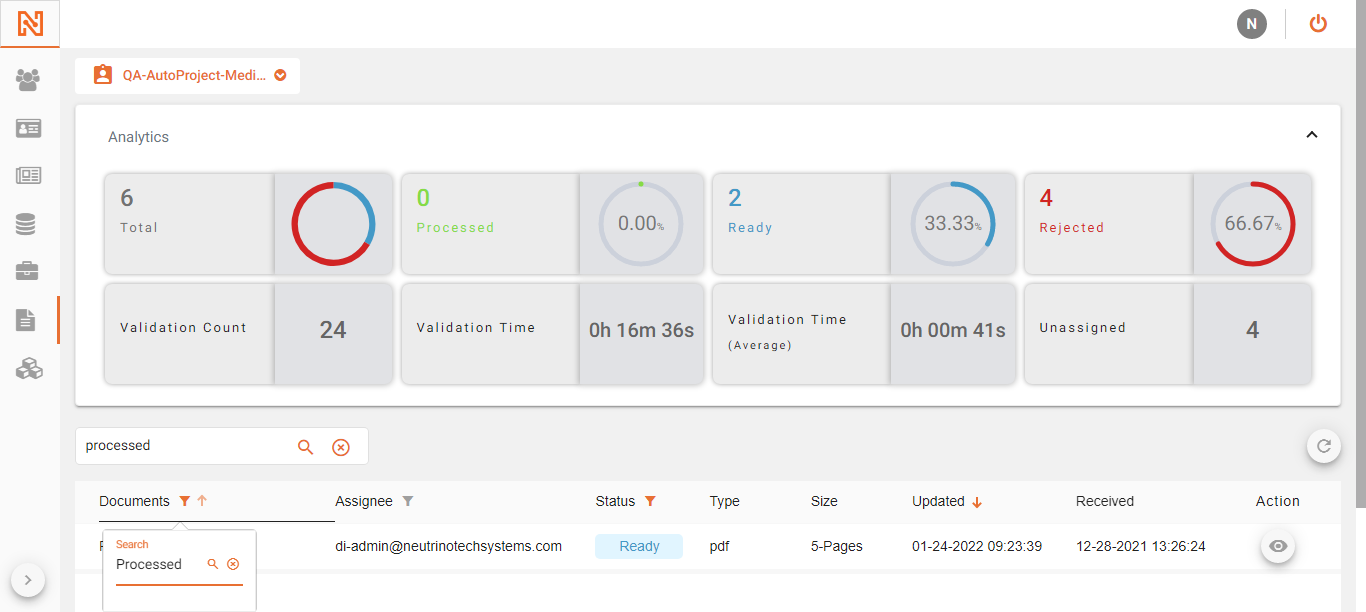 N
QA-AutoProject-Medi...
Analytics
6
Total
0
Processed
0.00%
2
Ready
33.33%
4
Rejected
66.67%
Validation Count
24
Validation Time
0h 16m 36s
Validation Time
(Average)
0h 00m 41s
Unassigned
4
processed
Documents Assignee Status Type Size Updated Received Action
di-admin@neutrinotechsystems.com Ready pdf 5-Pages 01-24-2022 09:23:39 12-28-2021 13:26:24
Search
Processed